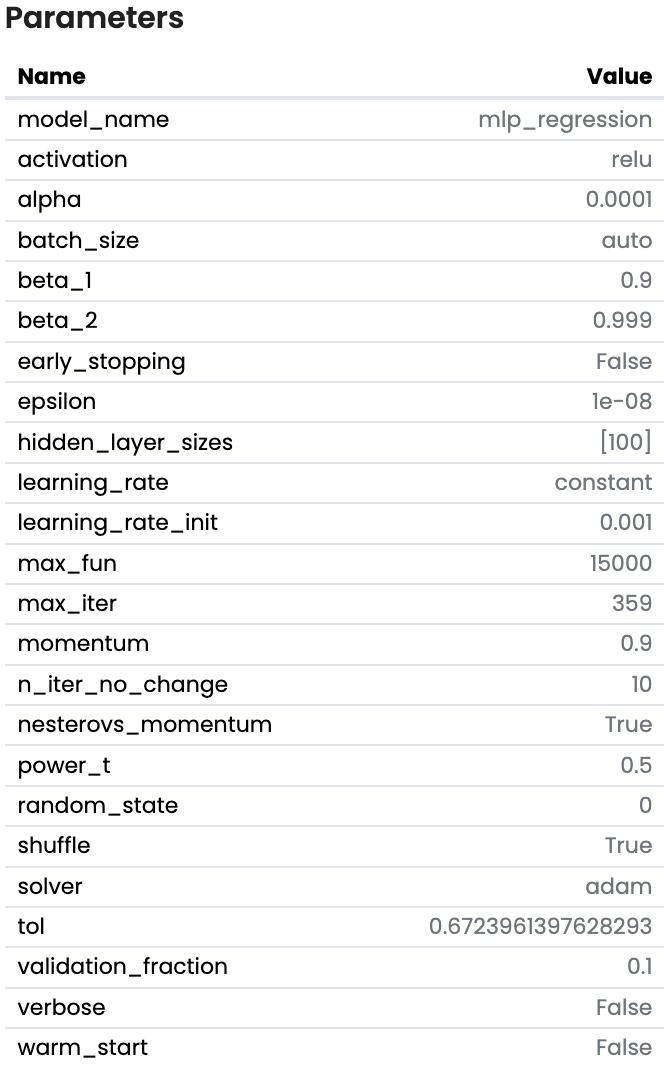 Parameters
Name Value
model_name mlp_regression
activation relu
alpha 0.0001
batch_size auto
beta_1 0.9
beta_2 0.999
early_stopping False
epsilon 1e-08
hidden_layer_sizes [100]
learning_rate constant
learning_rate_init 0.001
max_fun 15000
max_iter 359
momentum 0.9
n_iter_no_change 10
nesterovs_momentum True
power_t 0.5
random_state 0
shuffle True
solver adam
tol 0.6723961397628293
validation_fraction 0.1
verbose False
warm_start False